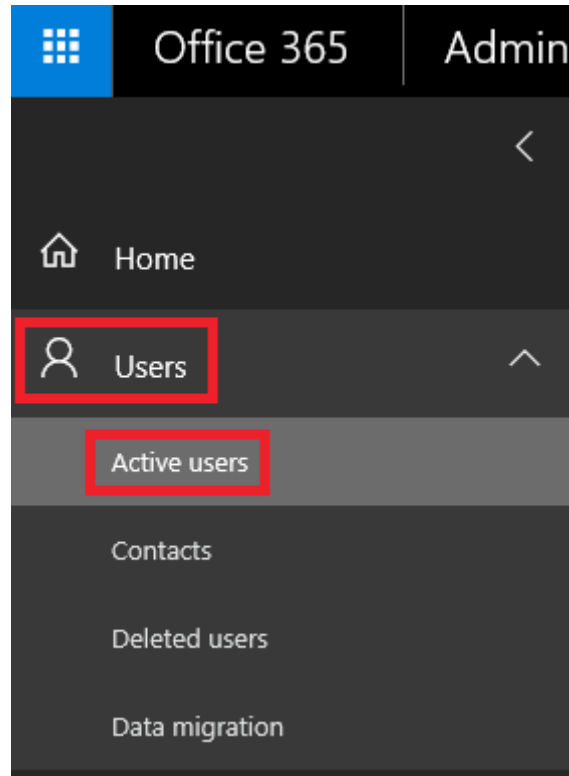 Office 365 Admin
Home
Users
Active users
Contacts
Deleted users
Data migration